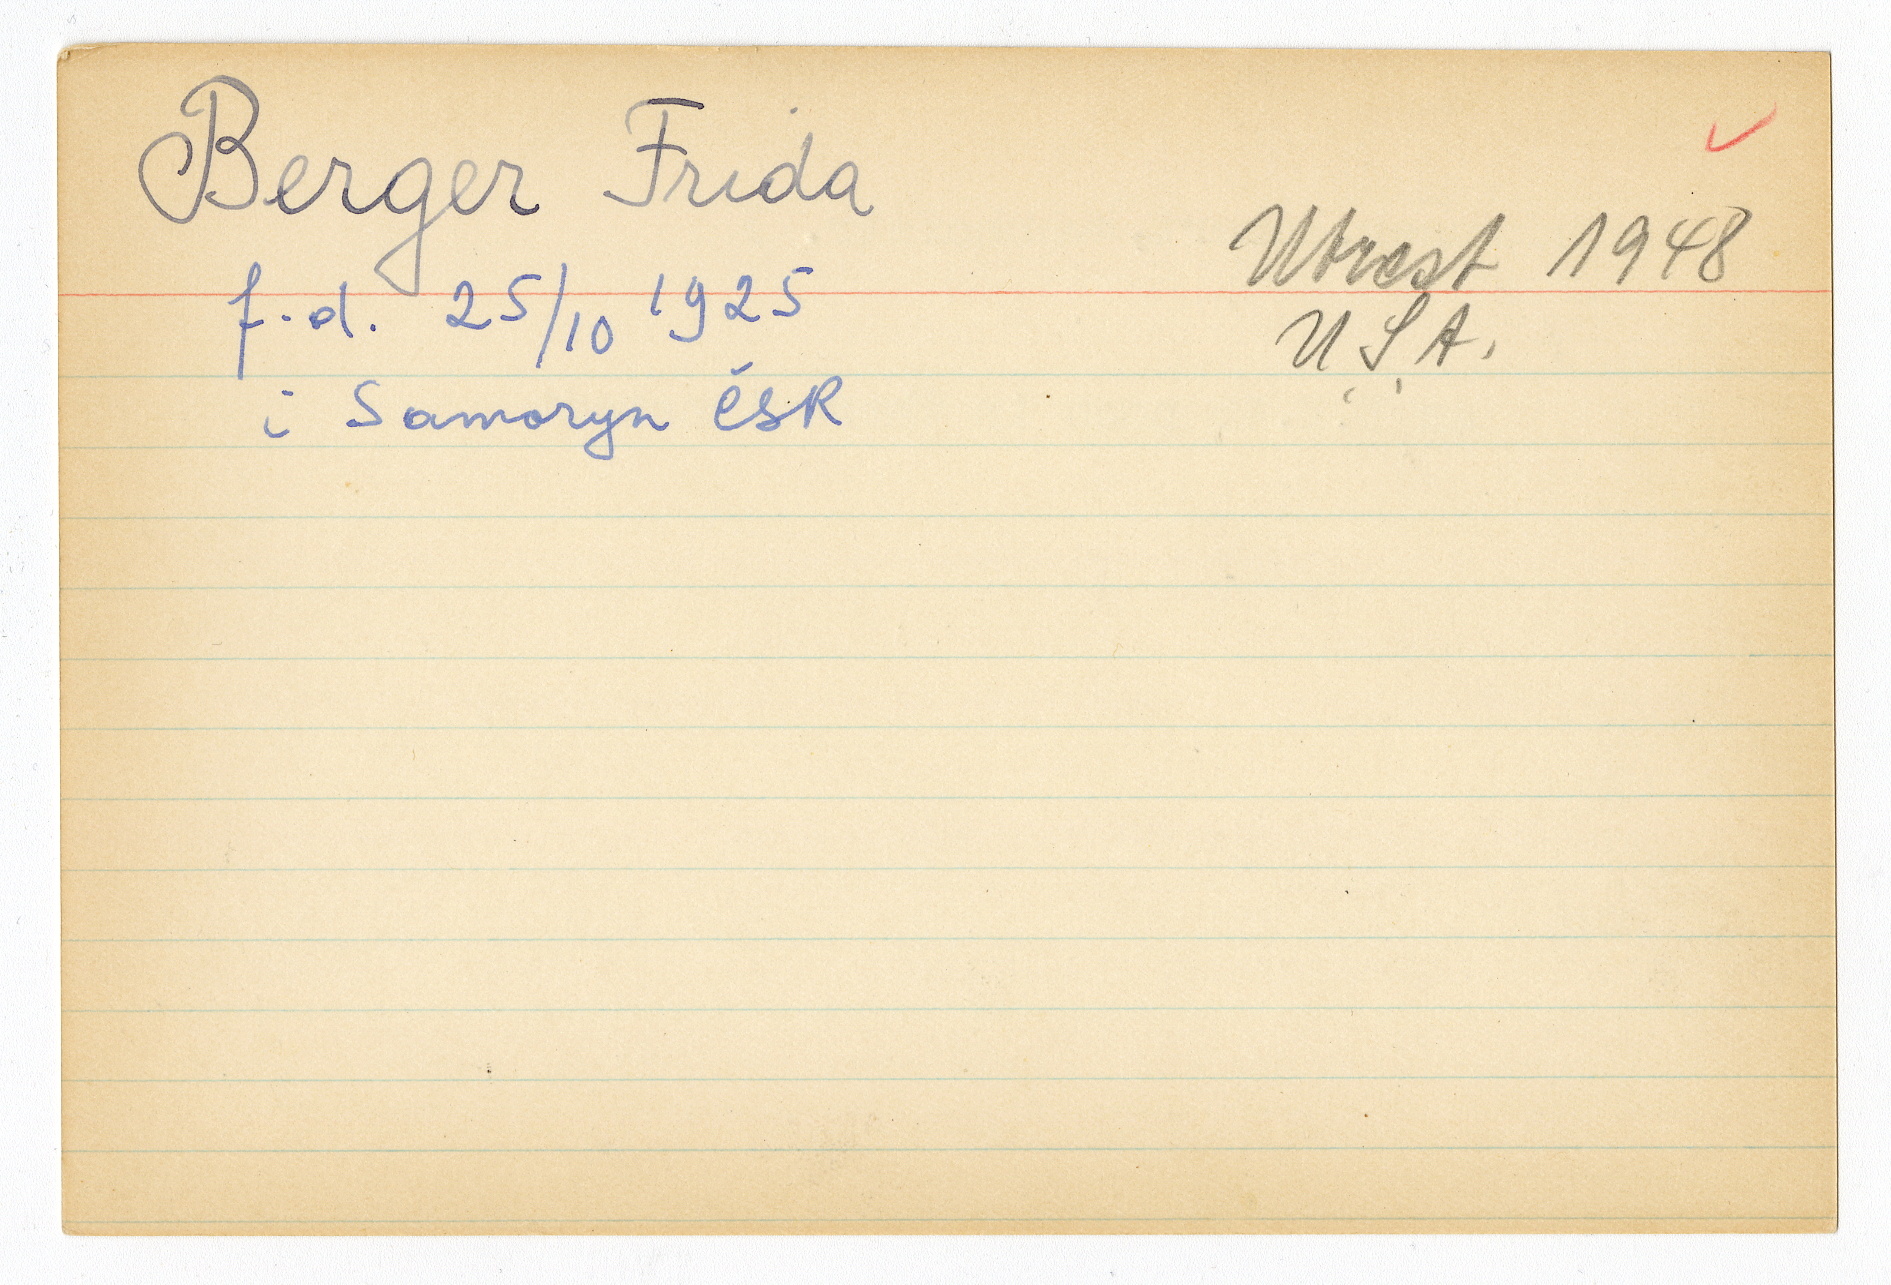 Berger Frida
f.d. 25/10 1925
i Samoryn ČSR
Utrest 1948
U.S.A.